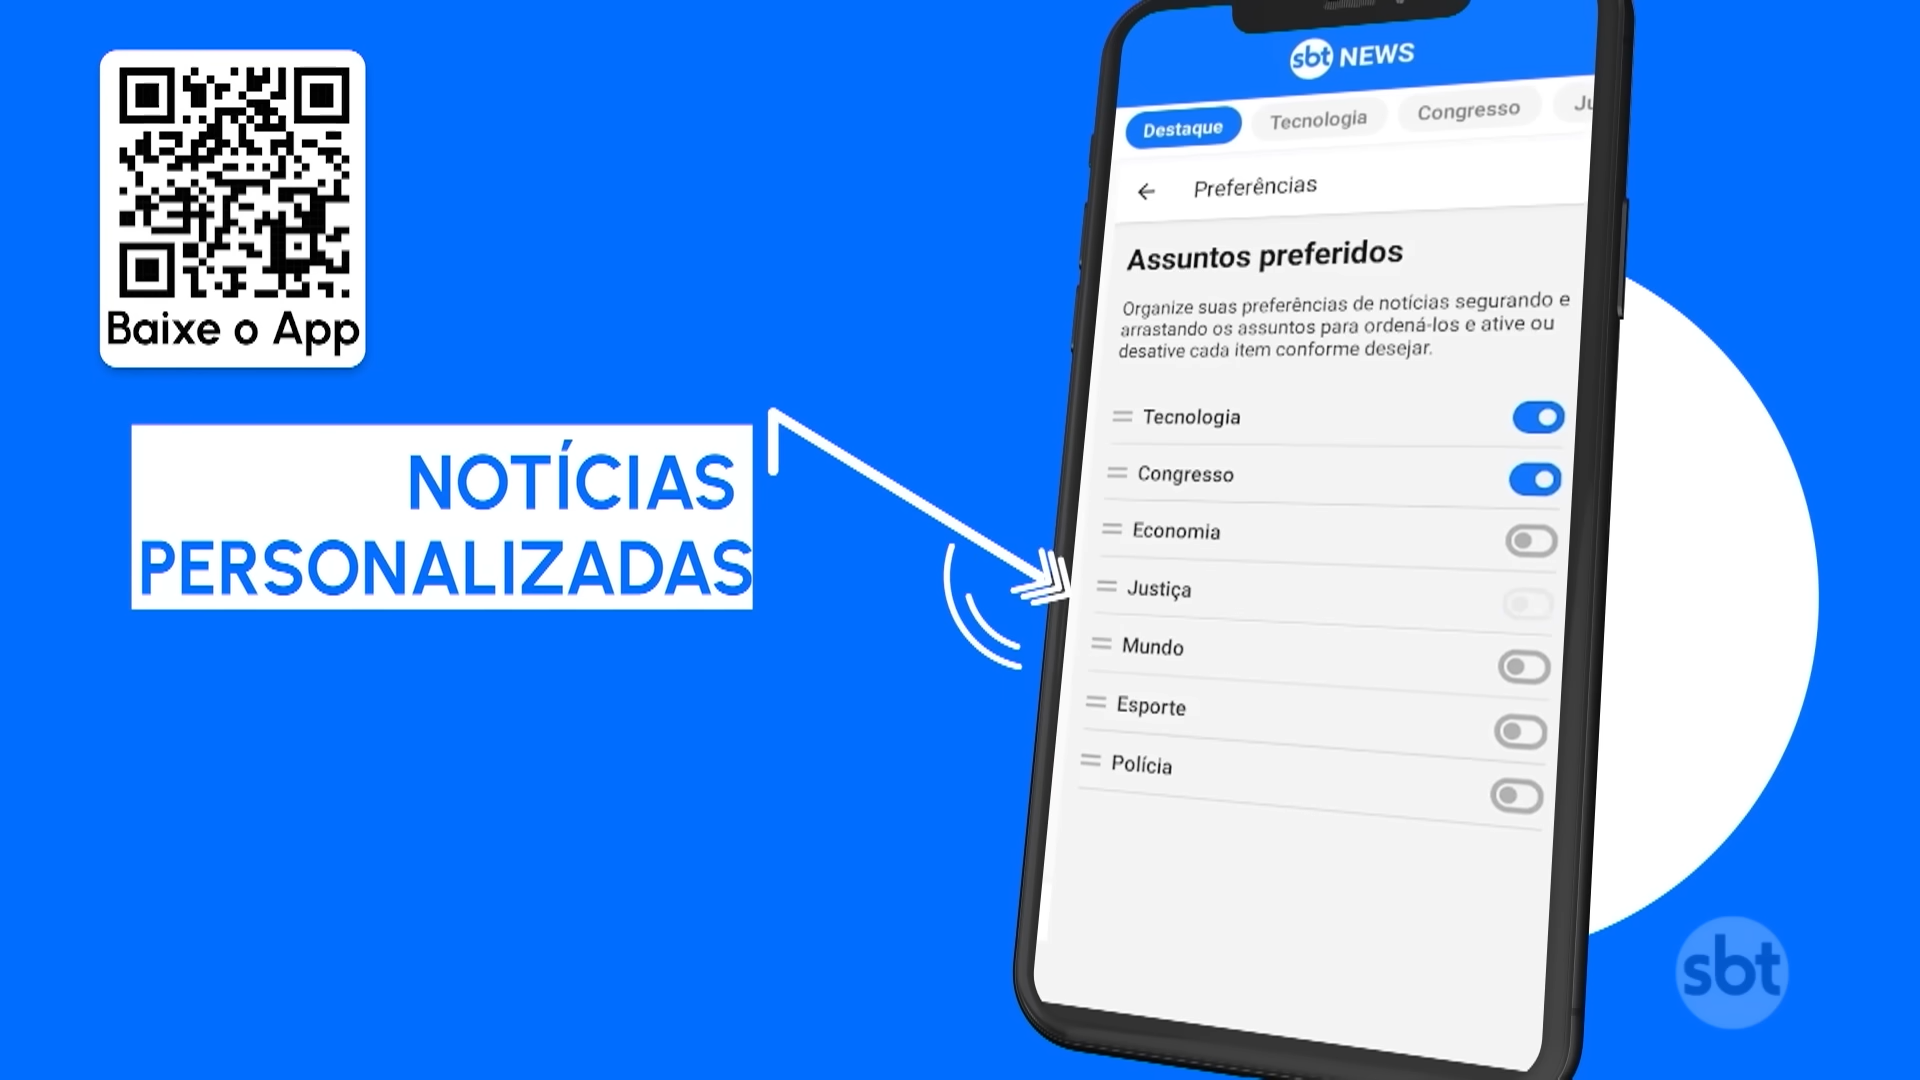 Baixe o App
NOTÍCIAS
PERSONALIZADAS
sbt NEWS
Destaque
Tecnologia
Congresso
Ju
Preferências
Assuntos preferidos
Organize suas preferências de notícias segurando e
arrastando os assuntos para ordená-los e ative ou
desative cada item conforme desejar.
Tecnologia
Congresso
Economia
Justiça
Mundo
Esporte
Polícia
sbt